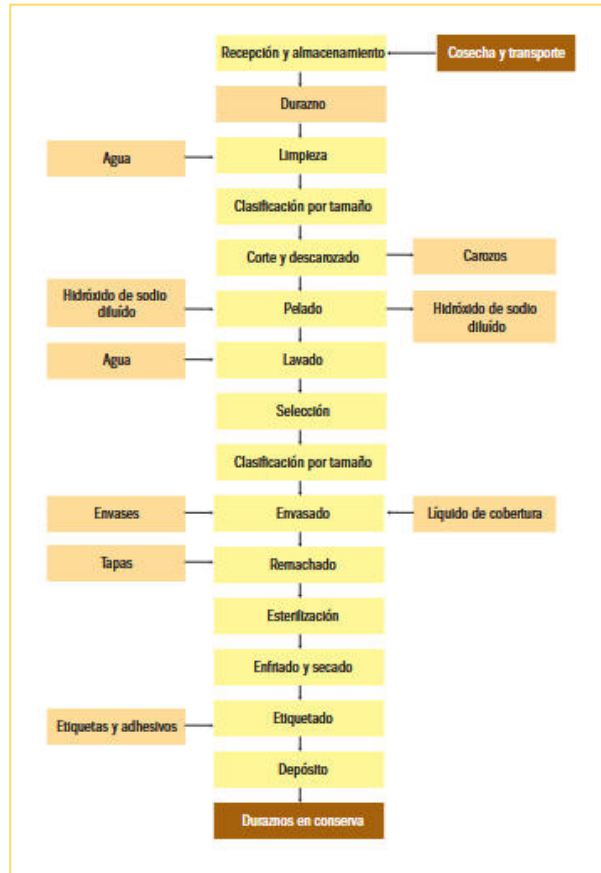 Recepción y almacenamiento
Cosecha y transporte
Durazno
Agua
Limpieza
Clasificación por tamaño
Corte y descarozado
Carozos
Hidróxido de sodio
diluído
Pelado
Hidróxido de sodio
diluído
Agua
Lavado
Selección
Clasificación por tamaño
Envases
Envasado
Líquido de cobertura
Tapas
Remachado
Esterilización
Enfriado y secado
Etiquetas y adhesivos
Etiquetado
Depósito
Duraznos en conserva